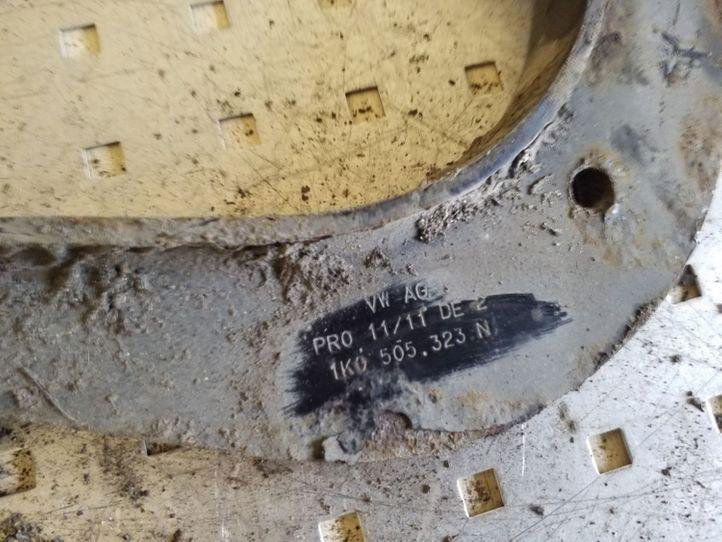 VW AG
PRO 11/11 DE 2
1K0 505.323 N